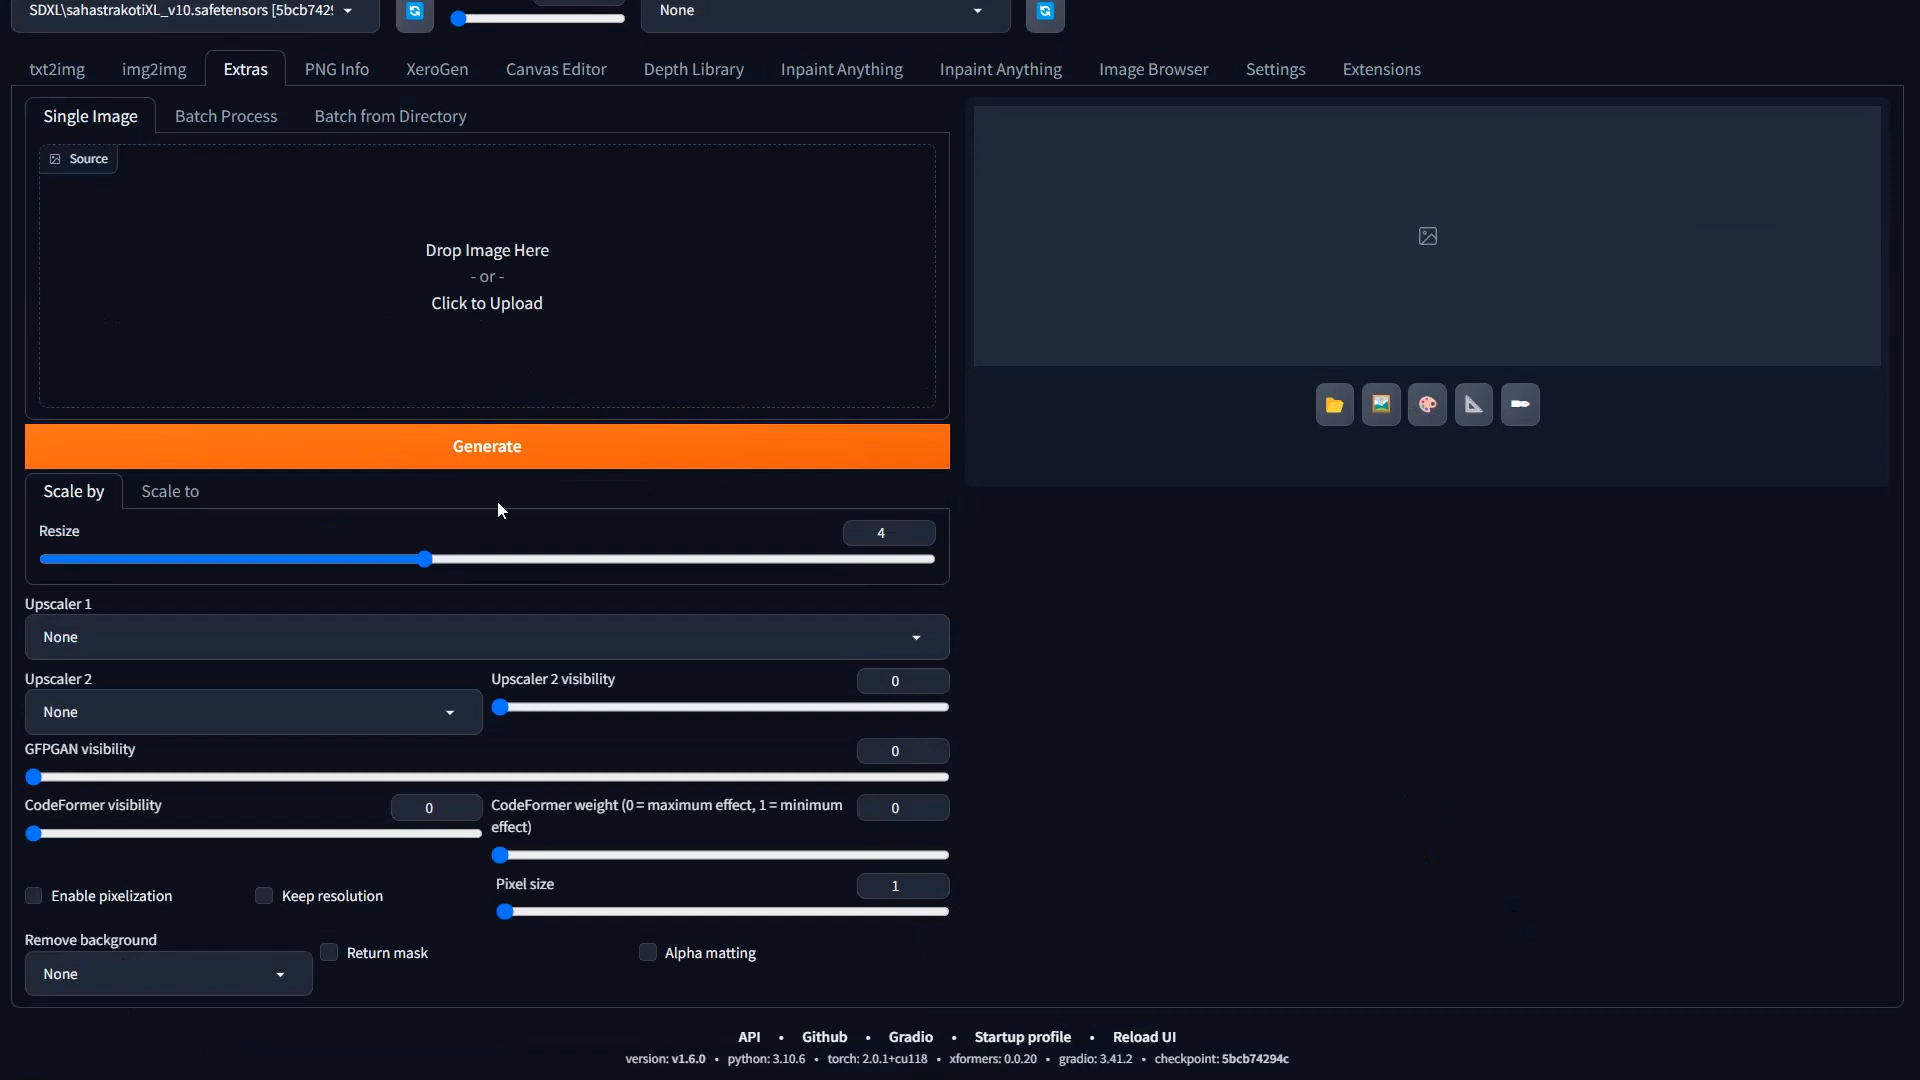 SDXL\sahastrakotiXL_v10.safetensors [5bcb7429
None
txt2img img2img Extras PNG Info XeroGen Canvas Editor Depth Library Inpaint Anything Inpaint Anything Image Browser Settings Extensions
Single Image Batch Process Batch from Directory
Source
Drop Image Here
- or -
Click to Upload
Generate
Scale by Scale to
Resize 4
Upscaler 1
None
Upscaler 2 Upscaler 2 visibility 0
None
GFPGAN visibility 0
CodeFormer visibility 0 CodeFormer weight (0 = maximum effect, 1 = minimum 0
effect)
Pixel size 1
Enable pixelization Keep resolution
Remove background
Return mask Alpha matting
None
API • Github • Gradio • Startup profile • Reload UI
version: v1.6.0 • python: 3.10.6 • torch: 2.0.1+cu118 • xformers: 0.0.20 • gradio: 3.41.2 • checkpoint: 5bcb74294c